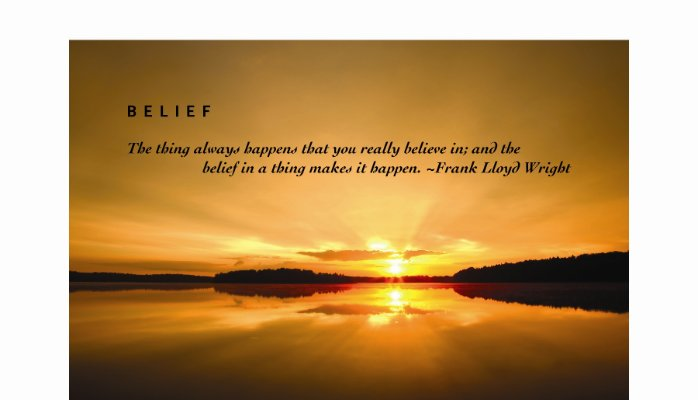 BELIEF
The thing always happens that you really believe in; and the
belief in a thing makes it happen. ~Frank Lloyd Wright